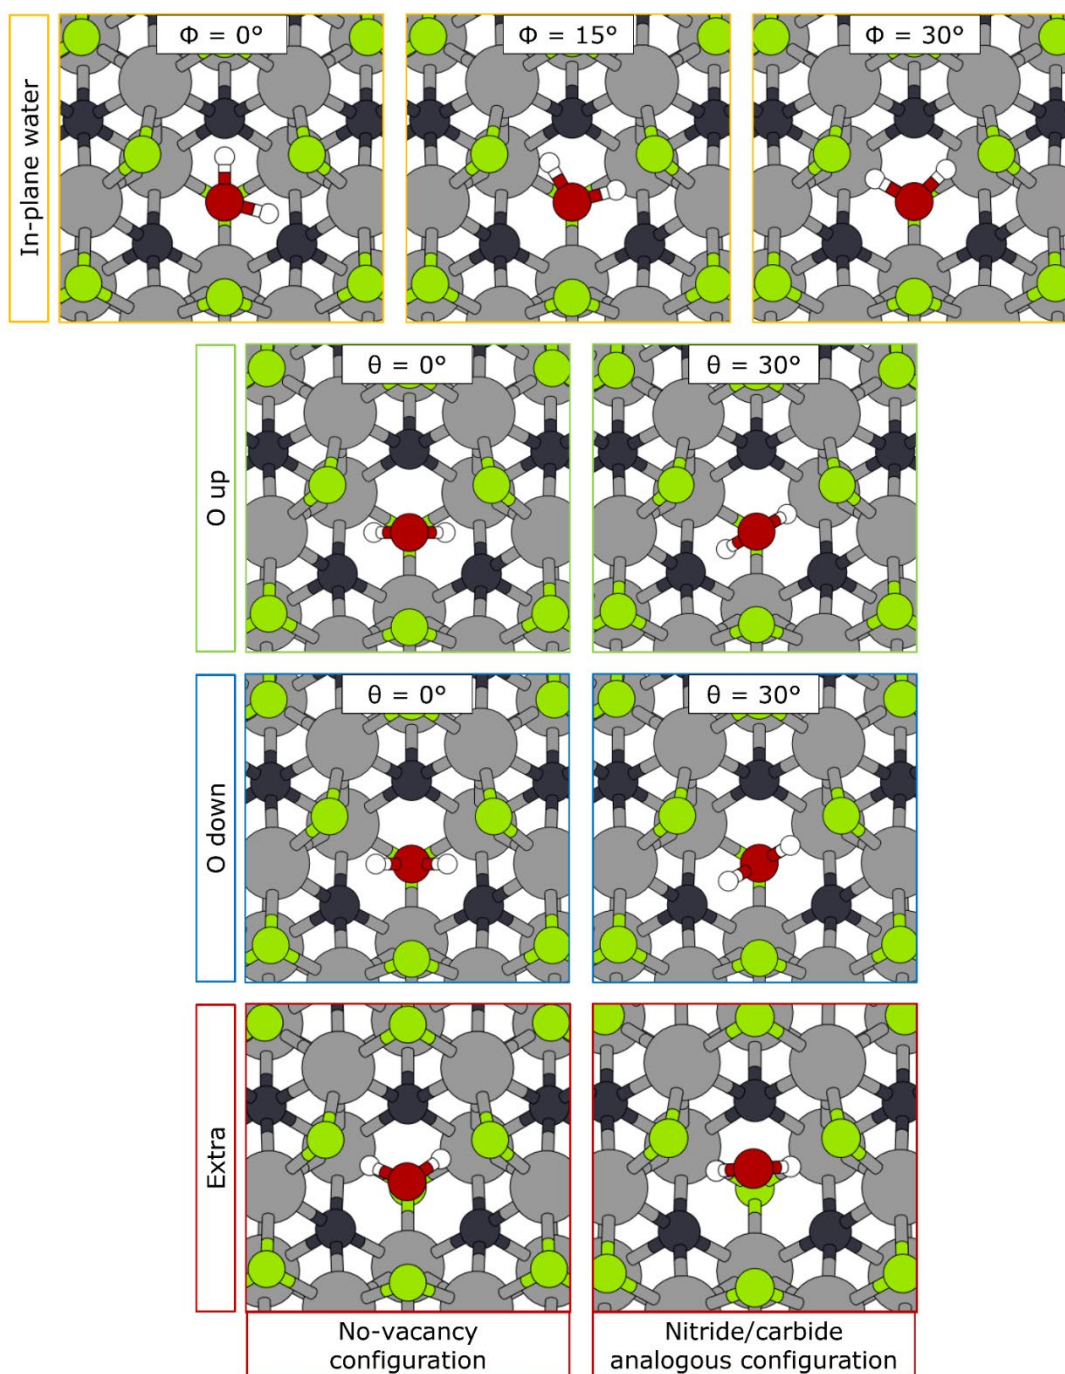 In-plane water
Φ = 0°
Φ = 15°
Φ = 30°
O up
θ = 0°
θ = 30°
O down
θ = 0°
θ = 30°
Extra
No-vacancy
configuration
Nitride/carbide
analogous configuration